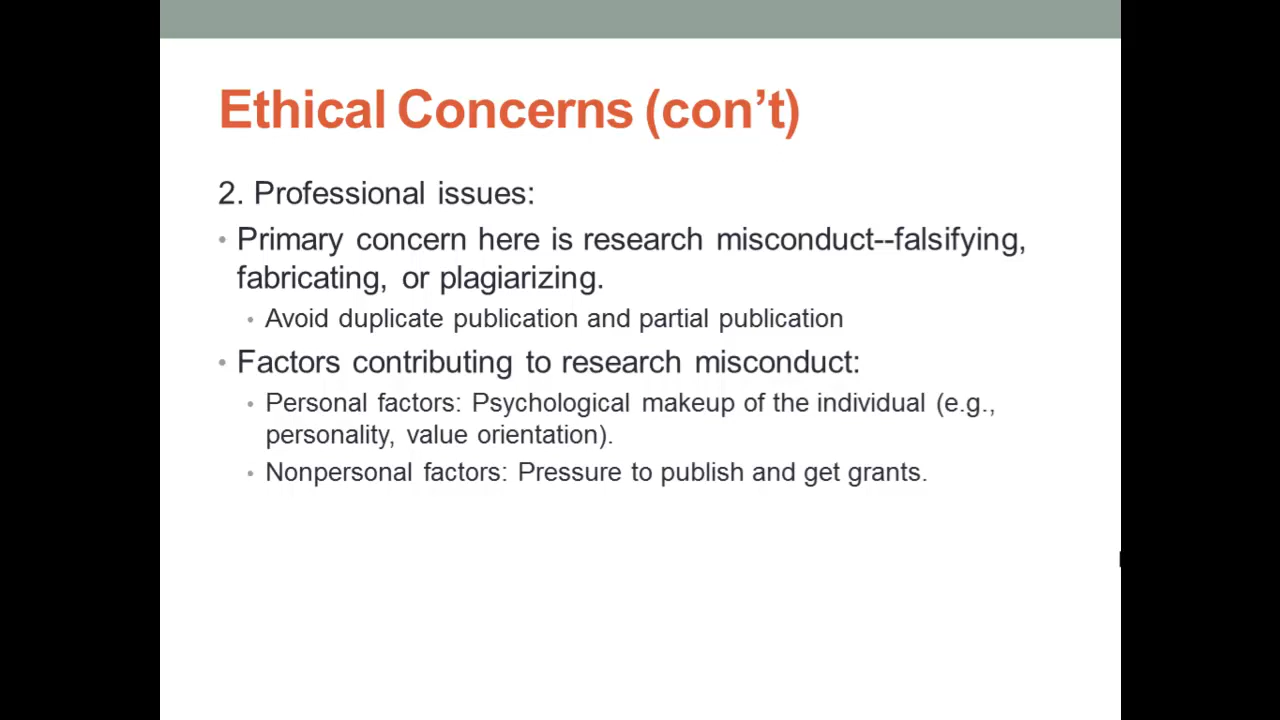 Ethical Concerns (con’t)
2. Professional issues:
• Primary concern here is research misconduct--falsifying,
fabricating, or plagiarizing.
• Avoid duplicate publication and partial publication
• Factors contributing to research misconduct:
• Personal factors: Psychological makeup of the individual (e.g.,
personality, value orientation).
• Nonpersonal factors: Pressure to publish and get grants.